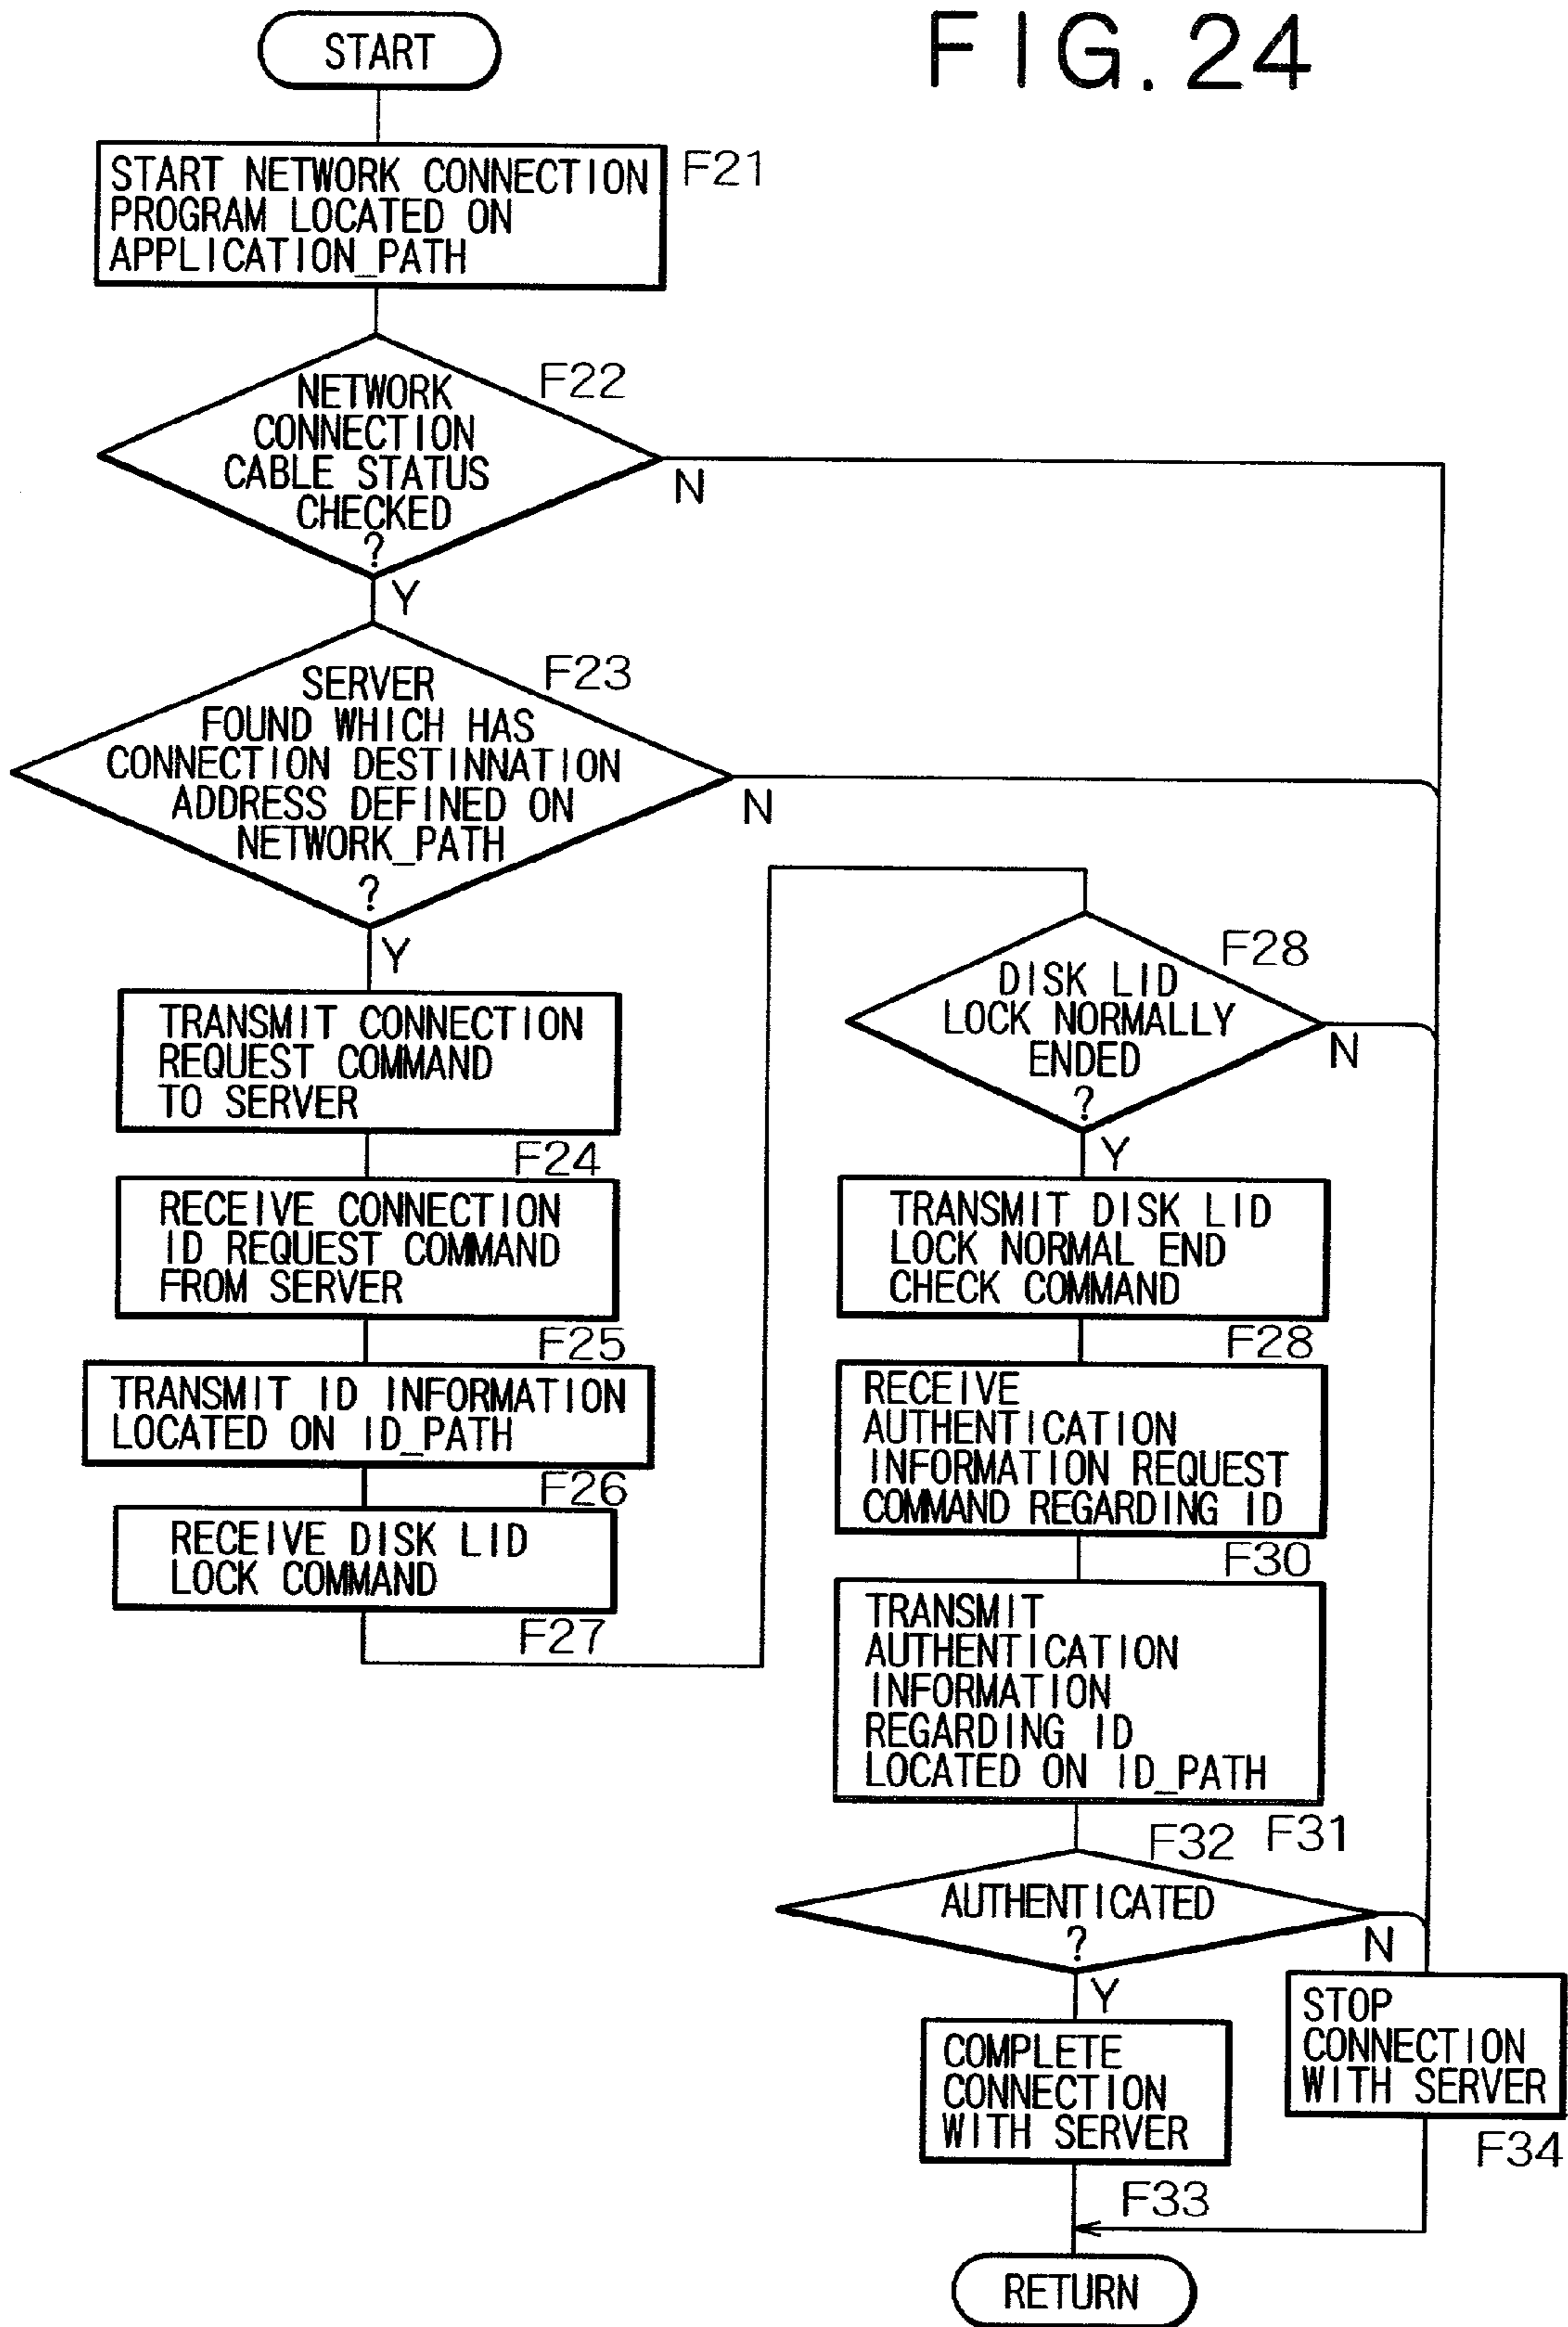 FIG. 24
START
START NETWORK CONNECTION
PROGRAM LOCATED ON
APPLICATION_PATH
F21
NETWORK
CONNECTION
CABLE STATUS
CHECKED
?
F22
N
Y
SERVER
FOUND WHICH HAS
CONNECTION DESTINNATION
ADDRESS DEFINED ON
NETWORK_PATH
?
F23
N
Y
TRANSMIT CONNECTION
REQUEST COMMAND
TO SERVER
F24
RECEIVE CONNECTION
ID REQUEST COMMAND
FROM SERVER
F25
TRANSMIT ID INFORMATION
LOCATED ON ID_PATH
F26
RECEIVE DISK LID
LOCK COMMAND
F27
DISK LID
LOCK NORMALLY
ENDED
?
F28
N
Y
TRANSMIT DISK LID
LOCK NORMAL END
CHECK COMMAND
F28
RECEIVE
AUTHENTICATION
INFORMATION REQUEST
COMMAND REGARDING ID
F30
TRANSMIT
AUTHENTICATION
INFORMATION
REGARDING ID
LOCATED ON ID_PATH
F31
F32
AUTHENTICATED
?
N
Y
COMPLETE
CONNECTION
WITH SERVER
F33
STOP
CONNECTION
WITH SERVER
F34
RETURN